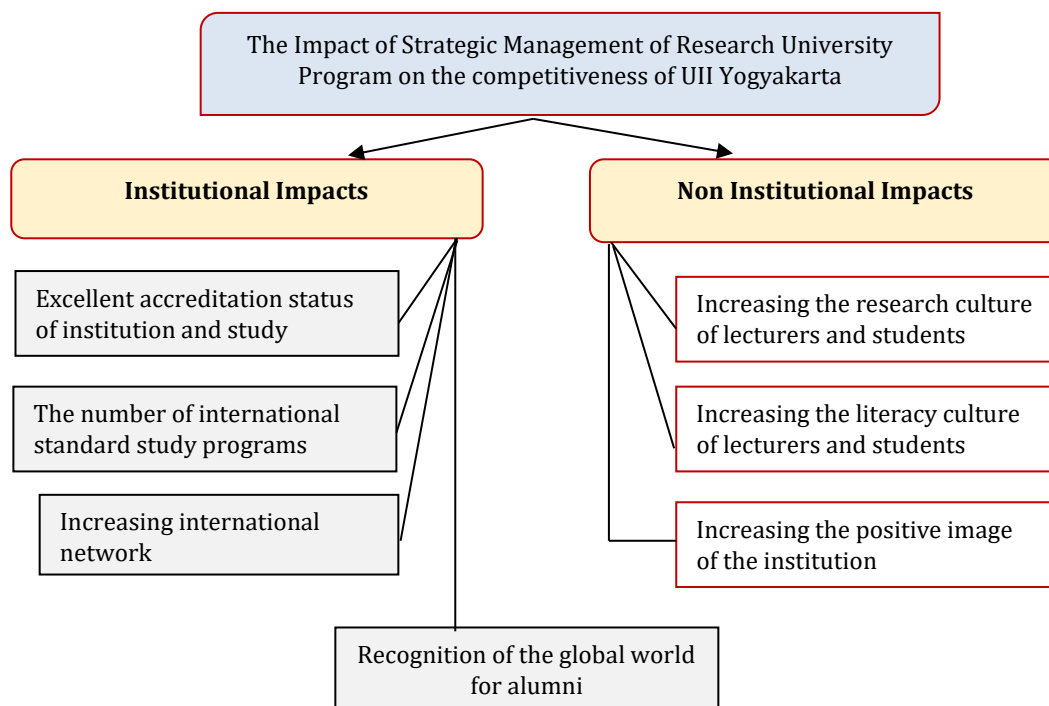 The Impact of Strategic Management of Research University
Program on the competitiveness of UII Yogyakarta
Institutional Impacts
Non Institutional Impacts
Excellent accreditation status
of institution and study
The number of international
standard study programs
Increasing international
network
Increasing the research culture
of lecturers and students
Increasing the literacy culture
of lecturers and students
Increasing the positive image
of the institution
Recognition of the global world
for alumni